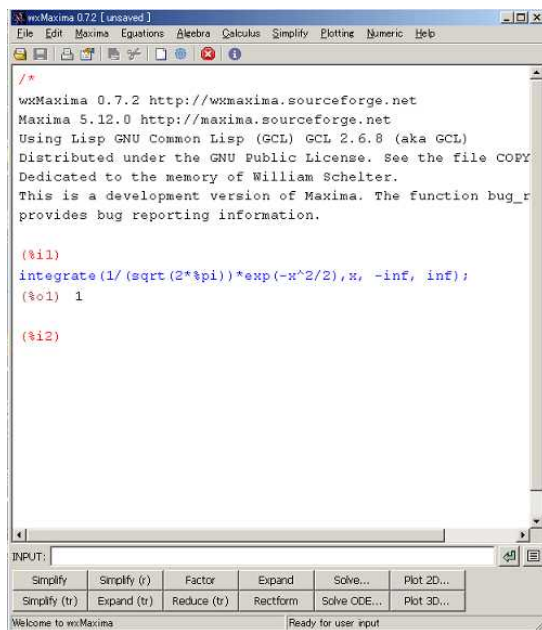 wxMaxima 0.7.2 [ unsaved ]
File Edit Maxima Equations Algebra Calculus Simplify Plotting Numeric Help
/*
wxMaxima 0.7.2 http://wxmaxima.sourceforge.net
Maxima 5.12.0 http://maxima.sourceforge.net
Using Lisp GNU Common Lisp (GCL) GCL 2.6.8 (aka GCL)
Distributed under the GNU Public License. See the file COPY
Dedicated to the memory of William Schelter.
This is a development version of Maxima. The function bug_r
provides bug reporting information.
(%i1)
integrate(1/(sqrt(2*%pi))*exp(-x^2/2),x, -inf, inf);
(%o1) 1
(%i2)
INPUT:
Simplify Simplify (r) Factor Expand Solve... Plot 2D...
Simplify (tr) Expand (tr) Reduce (tr) Rectform Solve ODE... Plot 3D...
Welcome to wxMaxima Ready for user input